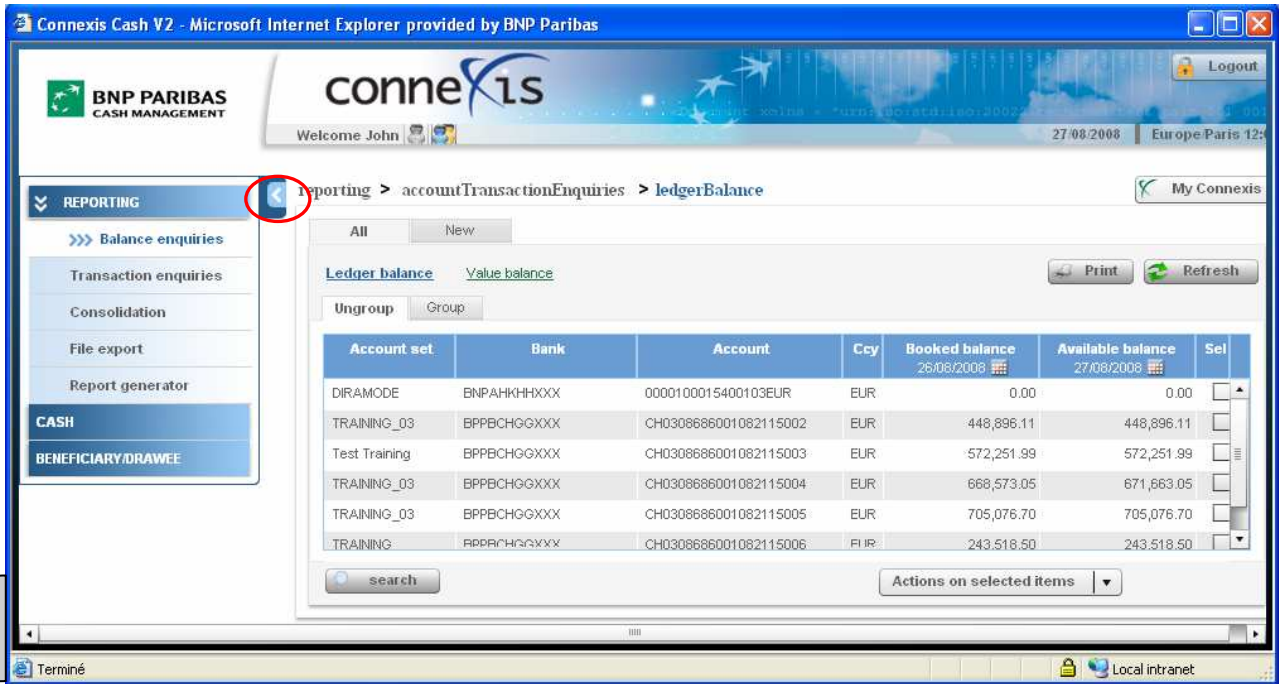 Connexis Cash V2 - Microsoft Internet Explorer provided by BNP Paribas
BNP PARIBAS
CASH MANAGEMENT
connexis
Logout
Welcome John
27/08/2008 Europe/Paris 12:
reporting > accountTransactionEnquiries > ledgerBalance
My Connexis
REPORTING
Balance enquiries
Transaction enquiries
Consolidation
File export
Report generator
CASH
BENEFICIARY/DRAWEE
All New
Ledger balance Value balance
Print Refresh
Ungroup Group
Account set Bank Account Ccy Booked balance Available balance Sel
26/08/2008 27/08/2008
DIRAMODE BNPAHKHHXXX 0000100015400103EUR EUR 0.00 0.00
TRAINING_03 BPPBCHGGXXX CH0308686001082115002 EUR 448,896.11 448,896.11
Test Training BPPBCHGGXXX CH0308686001082115003 EUR 572,251.99 572,251.99
TRAINING_03 BPPBCHGGXXX CH0308686001082115004 EUR 668,573.05 671,663.05
TRAINING_03 BPPBCHGGXXX CH0308686001082115005 EUR 705,076.70 705,076.70
TRAINING BPPBCHGGXXX CH0308686001082115006 EUR 243,518.50 243,518.50
search
Actions on selected items
Terminé
Local intranet